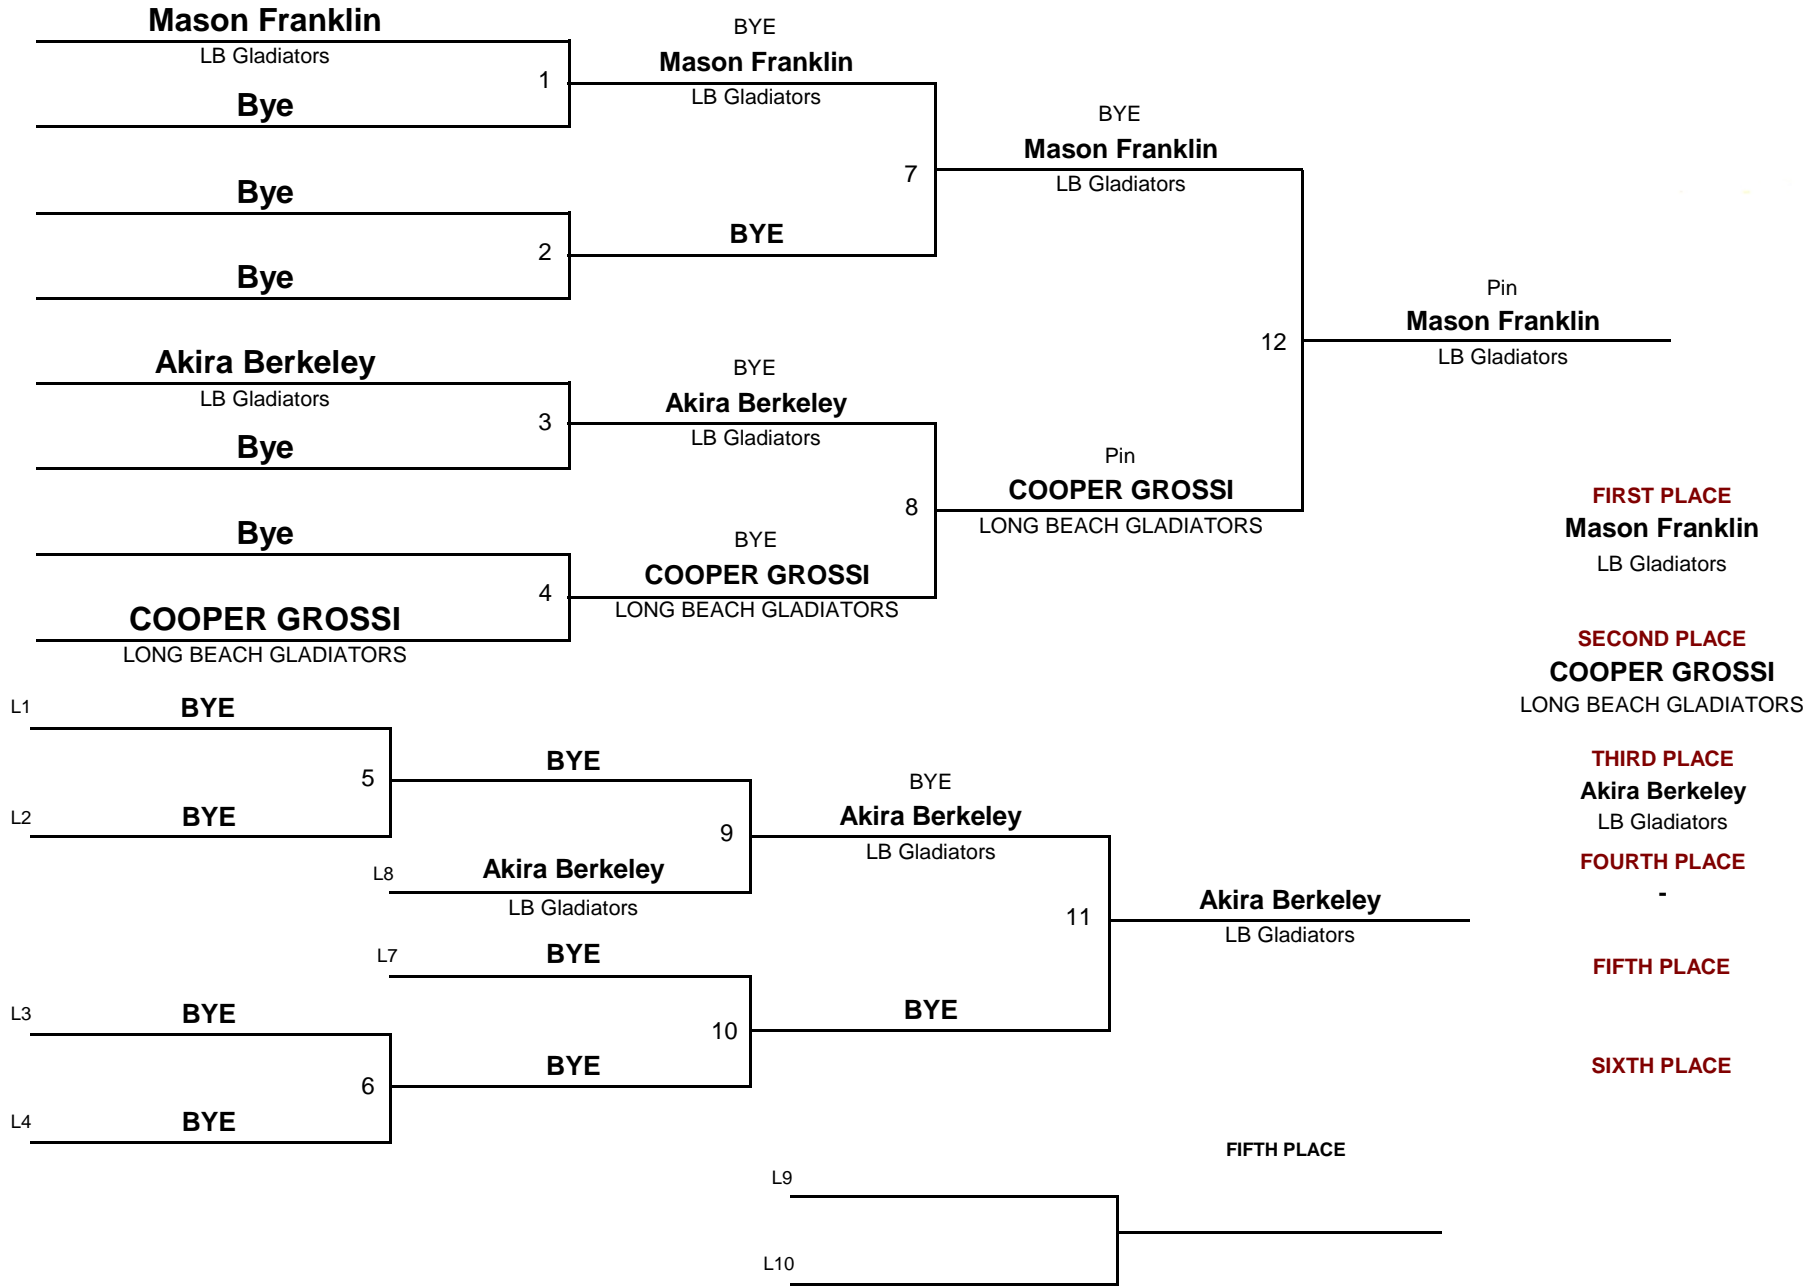 Mason Franklin
LB Gladiators
1
Bye
BYE
Mason Franklin
LB Gladiators
7
BYE
Mason Franklin
LB Gladiators
Bye
2
Bye
BYE
Pin
Mason Franklin
LB Gladiators
12
Akira Berkeley
LB Gladiators
3
Bye
BYE
Akira Berkeley
LB Gladiators
8
Pin
COOPER GROSSI
LONG BEACH GLADIATORS
Bye
4
COOPER GROSSI
LONG BEACH GLADIATORS
BYE
COOPER GROSSI
LONG BEACH GLADIATORS
FIRST PLACE
Mason Franklin
LB Gladiators
SECOND PLACE
COOPER GROSSI
LONG BEACH GLADIATORS
THIRD PLACE
Akira Berkeley
LB Gladiators
FOURTH PLACE
-
FIFTH PLACE
SIXTH PLACE
L1
BYE
5
L2
BYE
BYE
9
L8
Akira Berkeley
LB Gladiators
BYE
Akira Berkeley
LB Gladiators
11
Akira Berkeley
LB Gladiators
L7
BYE
10
BYE
L3
BYE
6
BYE
L4
BYE
FIFTH PLACE
L9
L10